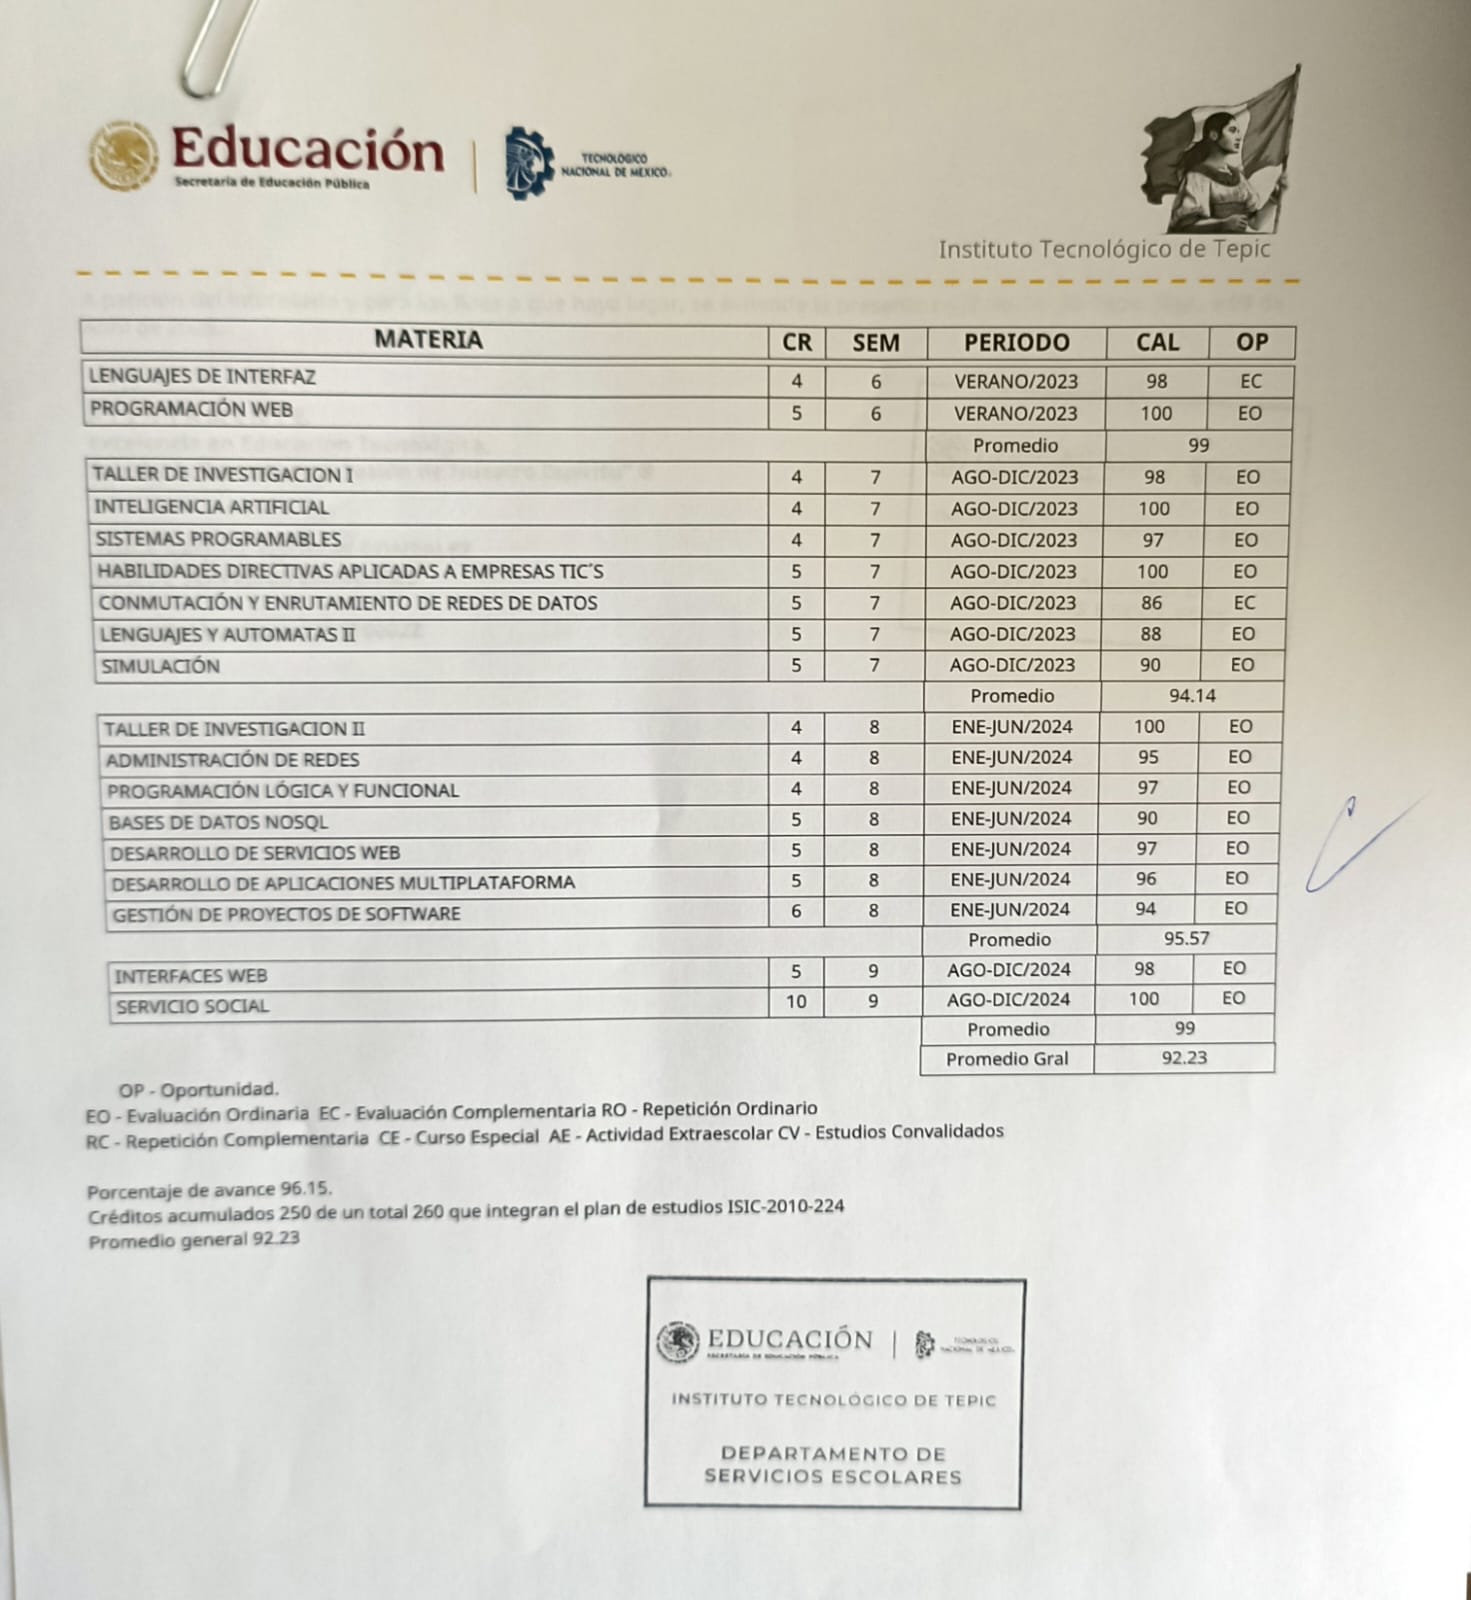 Educación
Secretaría de Educación Pública
TECNOLÓGICO
NACIONAL DE MÉXICO.
Instituto Tecnológico de Tepic
MATERIA CR SEM PERIODO CAL OP
LENGUAJES DE INTERFAZ 4 6 VERANO/2023 98 EC
PROGRAMACIÓN WEB 5 6 VERANO/2023 100 EO
Promedio 99
TALLER DE INVESTIGACION I 4 7 AGO-DIC/2023 98 EO
INTELIGENCIA ARTIFICIAL 4 7 AGO-DIC/2023 100 EO
SISTEMAS PROGRAMABLES 4 7 AGO-DIC/2023 97 EO
HABILIDADES DIRECTIVAS APLICADAS A EMPRESAS TIC´S 5 7 AGO-DIC/2023 100 EO
CONMUTACIÓN Y ENRUTAMIENTO DE REDES DE DATOS 5 7 AGO-DIC/2023 86 EC
LENGUAJES Y AUTOMATAS II 5 7 AGO-DIC/2023 88 EO
SIMULACIÓN 5 7 AGO-DIC/2023 90 EO
Promedio 94.14
TALLER DE INVESTIGACION II 4 8 ENE-JUN/2024 100 EO
ADMINISTRACIÓN DE REDES 4 8 ENE-JUN/2024 95 EO
PROGRAMACIÓN LÓGICA Y FUNCIONAL 4 8 ENE-JUN/2024 97 EO
BASES DE DATOS NOSQL 5 8 ENE-JUN/2024 90 EO
DESARROLLO DE SERVICIOS WEB 5 8 ENE-JUN/2024 97 EO
DESARROLLO DE APLICACIONES MULTIPLATAFORMA 5 8 ENE-JUN/2024 96 EO
GESTIÓN DE PROYECTOS DE SOFTWARE 6 8 ENE-JUN/2024 94 EO
Promedio 95.57
INTERFACES WEB 5 9 AGO-DIC/2024 98 EO
SERVICIO SOCIAL 10 9 AGO-DIC/2024 100 EO
Promedio 99
Promedio Gral 92.23
OP - Oportunidad.
EO - Evaluación Ordinaria EC - Evaluación Complementaria RO - Repetición Ordinario
RC - Repetición Complementaria CE - Curso Especial AE - Actividad Extraescolar CV - Estudios Convalidados
Porcentaje de avance 96.15.
Créditos acumulados 250 de un total 260 que integran el plan de estudios ISIC-2010-224
Promedio general 92.23
EDUCACIÓN
SECRETARÍA DE EDUCACIÓN PÚBLICA
TECNOLÓGICO
NACIONAL DE MÉXICO.
INSTITUTO TECNOLÓGICO DE TEPIC
DEPARTAMENTO DE
SERVICIOS ESCOLARES